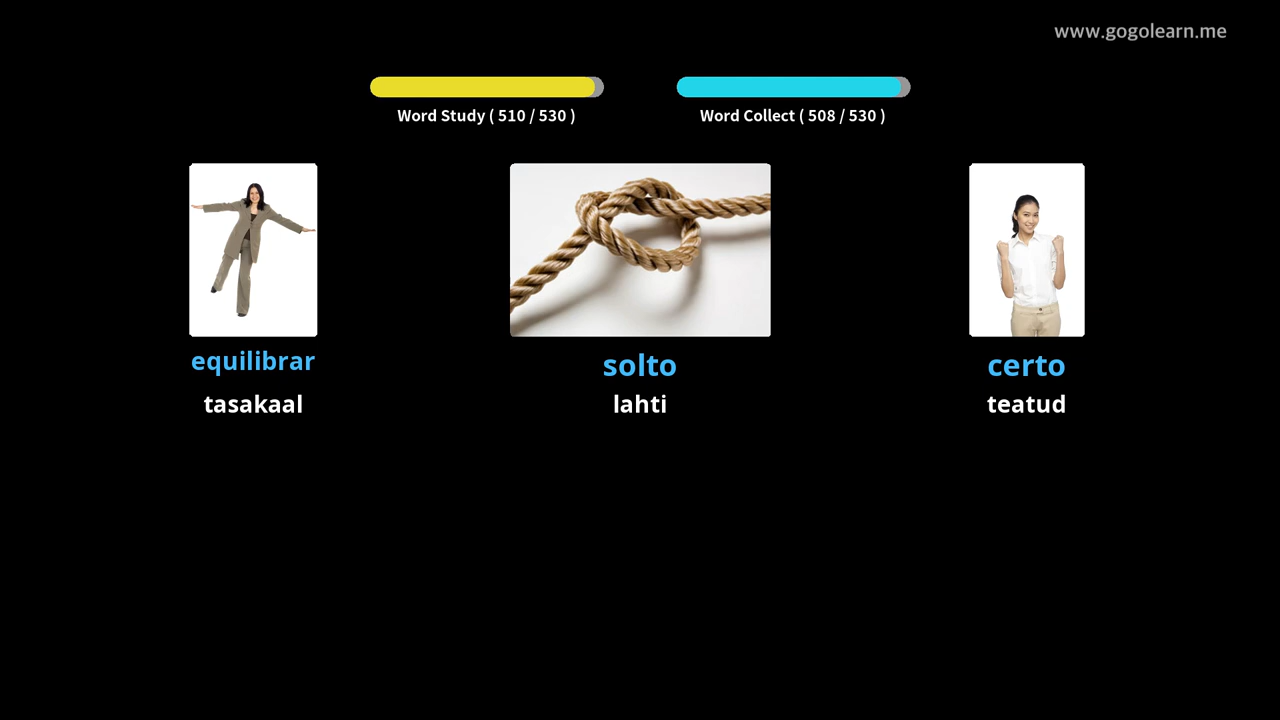 www.gogolearn.me
Word Study ( 510 / 530 )
Word Collect ( 508 / 530 )
equilibrar
solto
certo
tasakaal
lahti
teatud